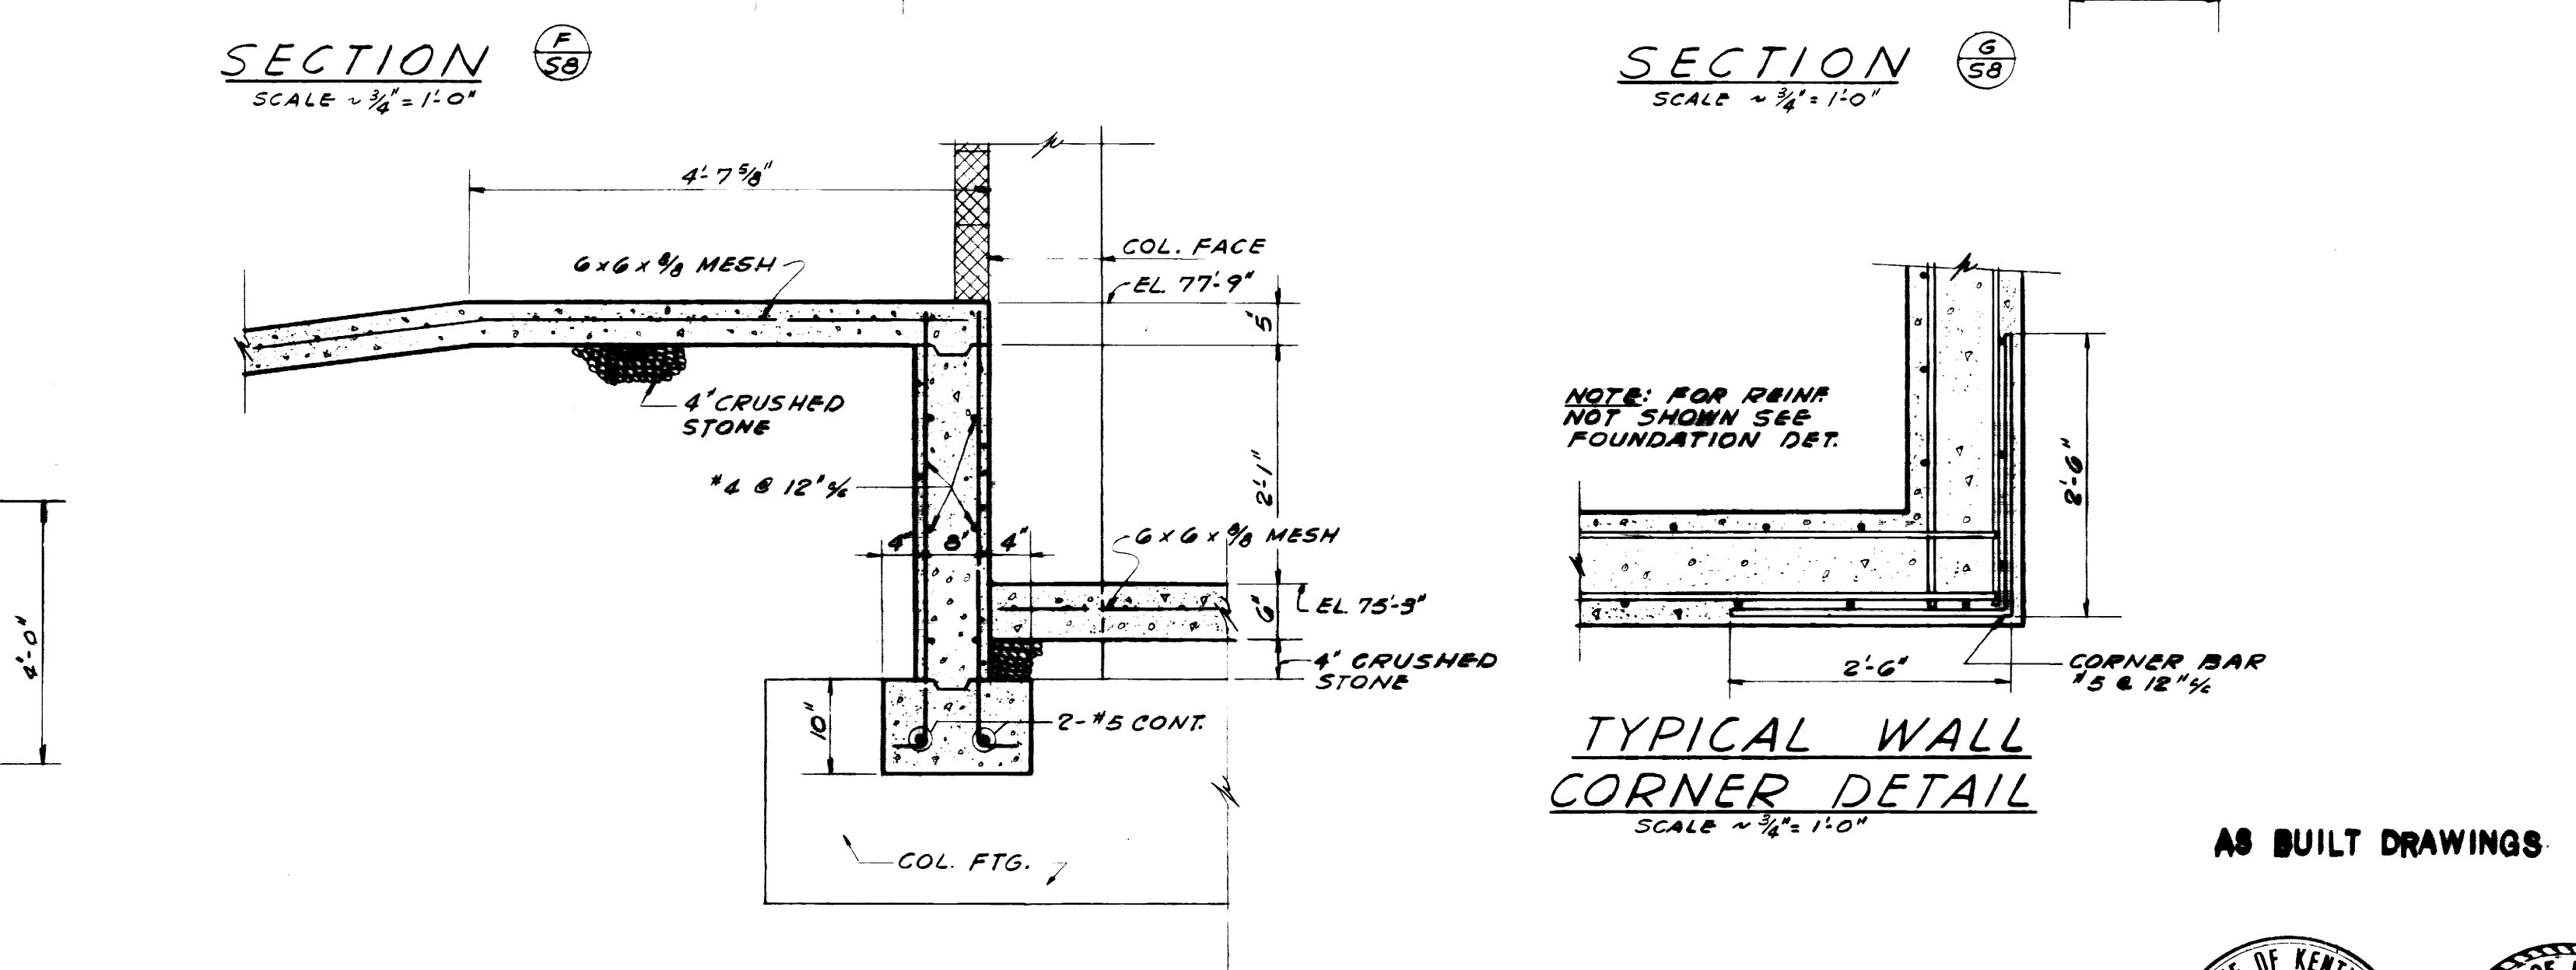 SECTION
F
S8
SCALE ~ 3/4" = 1'-0"
SECTION
G
S8
SCALE ~ 3/4" = 1'-0"
4'-7 5/8"
COL. FACE
6x6x 8/8 MESH
EL 77'-9"
5"
4" CRUSHED
STONE
#4 @ 12" c/c
2'-1"
4"
8"
4"
6x6x 8/8 MESH
6"
EL 75'-3"
4" CRUSHED
STONE
10"
2-#5 CONT.
COL. FTG.
4'-0"
NOTE: FOR REINF.
NOT SHOWN SEE
FOUNDATION DET.
2'-6"
2'-6"
CORNER BAR
#5 @ 12" c/c
TYPICAL WALL
CORNER DETAIL
SCALE ~ 3/4" = 1'-0"
AS BUILT DRAWINGS